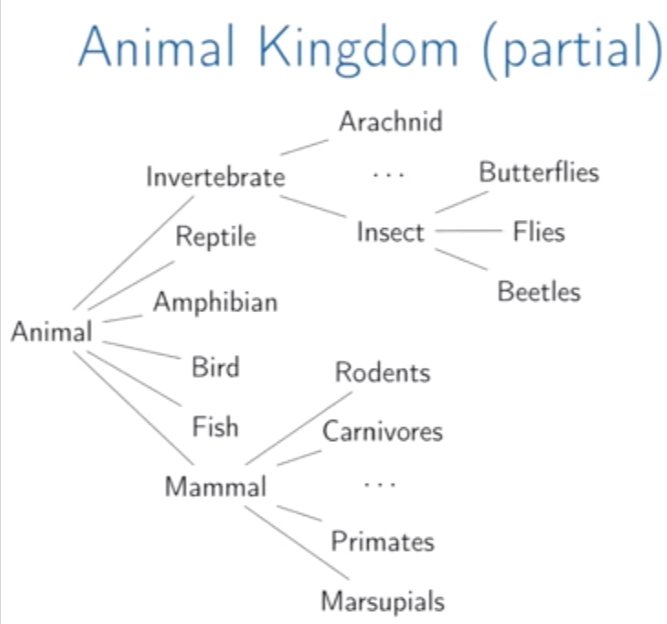 Animal Kingdom (partial)
Arachnid
Invertebrate
...
Butterflies
Reptile
Insect
Flies
Amphibian
Beetles
Animal
Bird
Rodents
Fish
Carnivores
Mammal
...
Primates
Marsupials